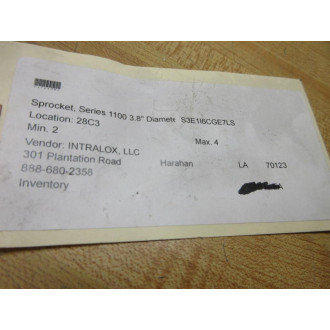 Sprocket, Series 1100 3.8" Diamete S3E1I6CGE7LS
Location: 28C3
Min. 2 Max. 4
Vendor: INTRALOX, LLC
301 Plantation Road Harahan LA 70123
888-680-2358
Inventory